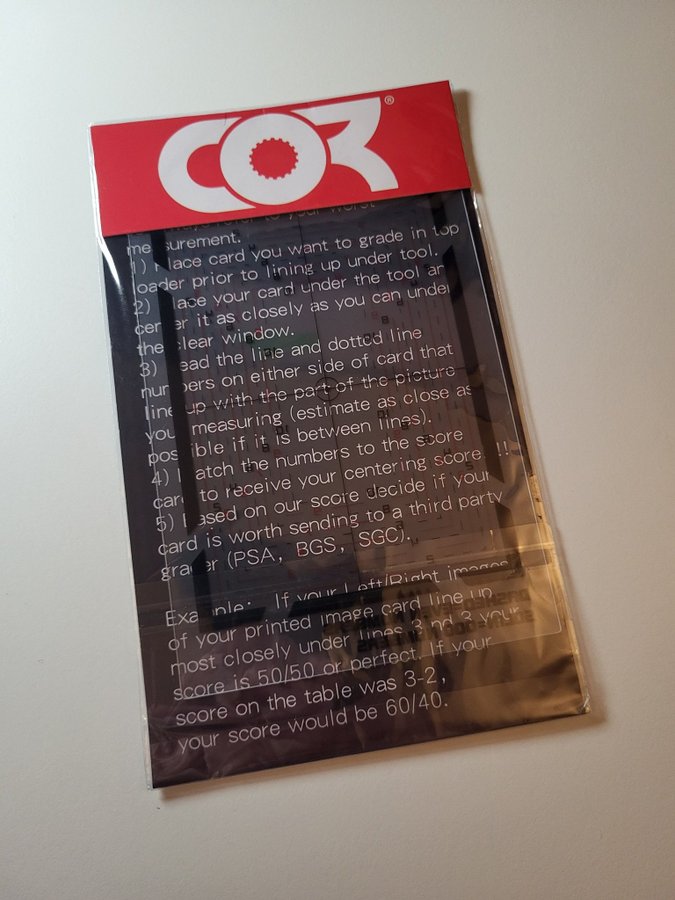 COR®
refer to your worst
measurement.
1) Place card you want to grade in top
loader prior to lining up under tool.
2) Place your card under the tool and
center it as closely as you can under
the clear window.
3) Read the line and dotted line
numbers on either side of card that
line up with the part of the picture
your measuring (estimate as close as
possible if it is between lines).
4) Match the numbers to the score
card to receive your centering score!!!
5) Based on our score decide if your
card is worth sending to a third party
grader (PSA, BGS, SGC).
Example: If your Left/Right images
of your printed image card line up
most closely under lines 3 and 3 your
score is 50/50 or perfect. If your
score on the table was 3-2,
your score would be 60/40.